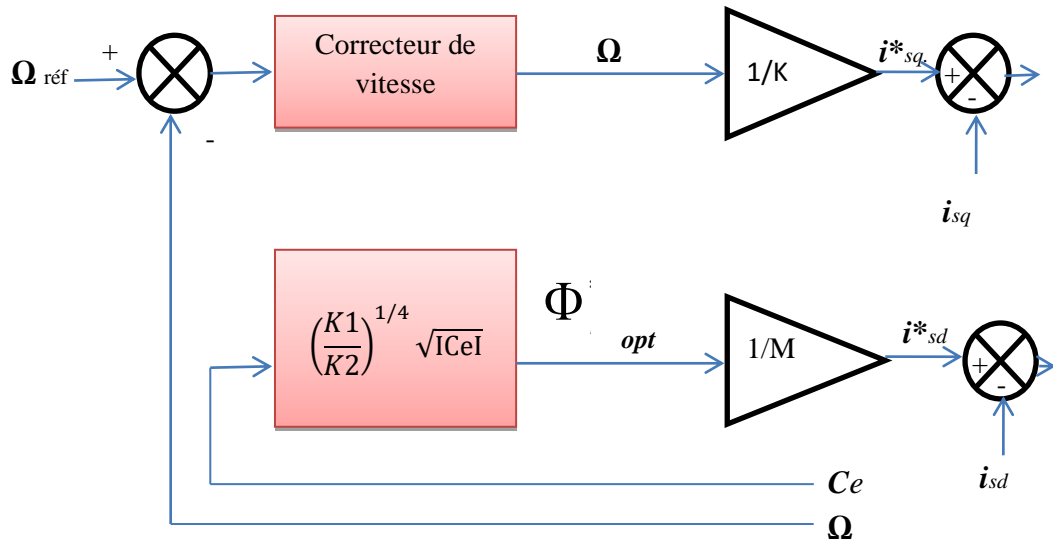 +
Ω réf
-
Correcteur de
vitesse
Ω
1/K
i*sq.
+
-
isq
(K1/K2)^1/4 √ICeI
Φ
opt
1/M
i*sd
+
-
isd
Ce
Ω